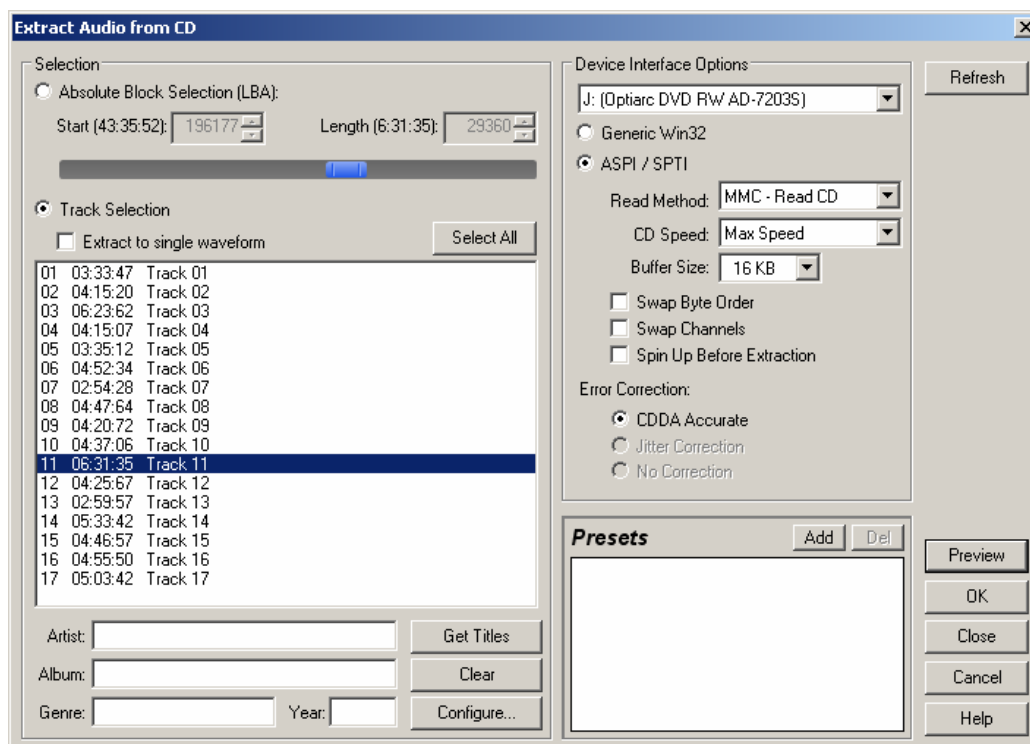 Extract Audio from CD
Selection
Absolute Block Selection (LBA):
Start (43:35:52): 196177 Length (6:31:35): 29360
Track Selection
Extract to single waveform
Select All
01 03:33:47 Track 01
02 04:15:20 Track 02
03 06:23:62 Track 03
04 04:15:07 Track 04
05 03:35:12 Track 05
06 04:52:34 Track 06
07 02:54:28 Track 07
08 04:47:64 Track 08
09 04:20:72 Track 09
10 04:37:06 Track 10
11 06:31:35 Track 11
12 04:25:67 Track 12
13 02:59:57 Track 13
14 05:33:42 Track 14
15 04:46:57 Track 15
16 04:55:50 Track 16
17 05:03:42 Track 17
Artist:
Get Titles
Album:
Clear
Genre: Year:
Configure...
Device Interface Options
J: (Optiarc DVD RW AD-7203S)
Generic Win32
ASPI / SPTI
Read Method: MMC - Read CD
CD Speed: Max Speed
Buffer Size: 16 KB
Swap Byte Order
Swap Channels
Spin Up Before Extraction
Error Correction:
CDDA Accurate
Jitter Correction
No Correction
Presets
Add Del
Refresh
Preview
OK
Close
Cancel
Help